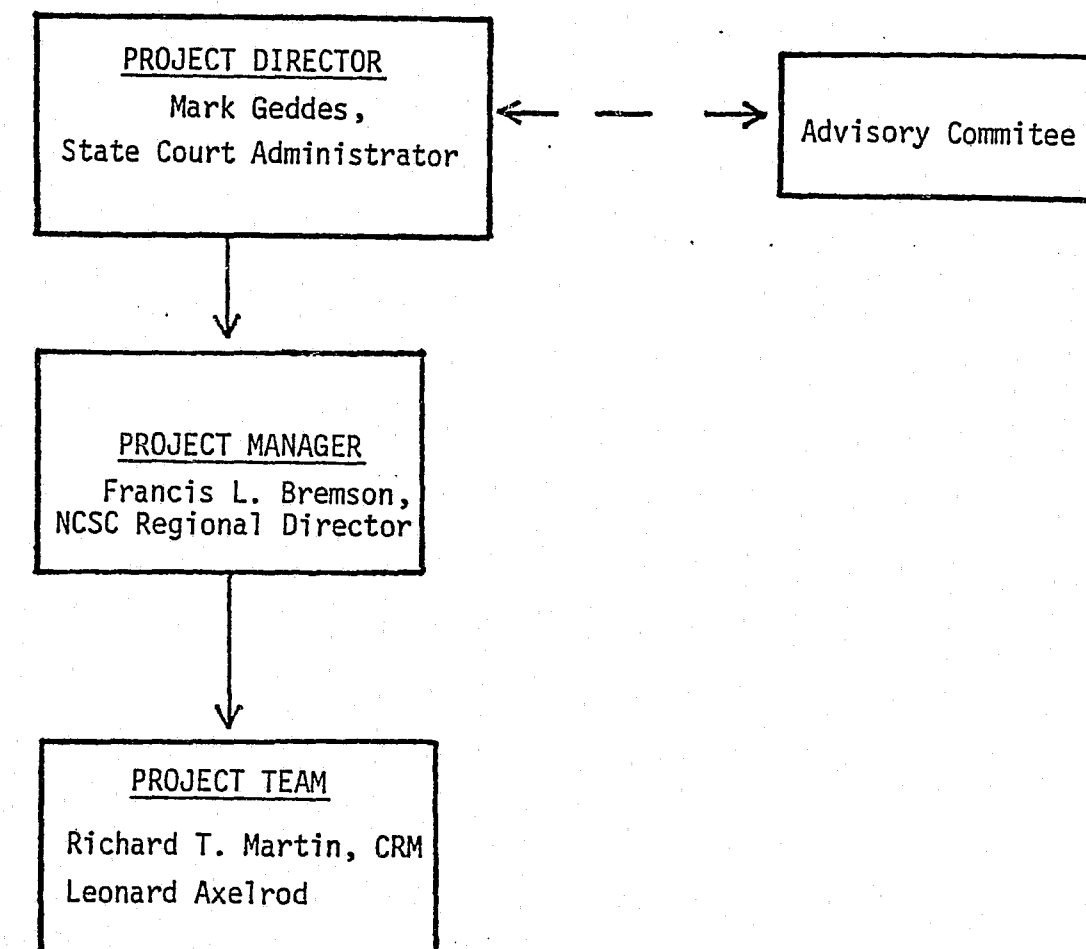 PROJECT DIRECTOR
Mark Geddes,
State Court Administrator
Advisory Commitee
PROJECT MANAGER
Francis L. Bremson,
NCSC Regional Director
PROJECT TEAM
Richard T. Martin, CRM
Leonard Axelrod